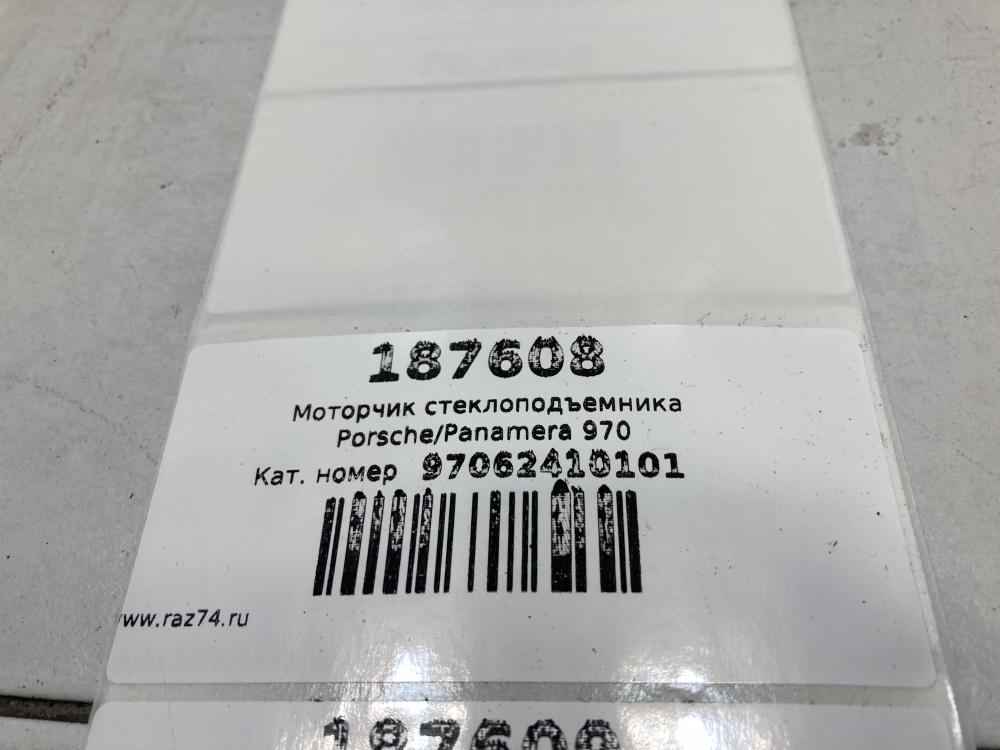 187608
Моторчик стеклоподъемника
Porsche/Panamera 970
Кат. номер 97062410101
www.raz74.ru